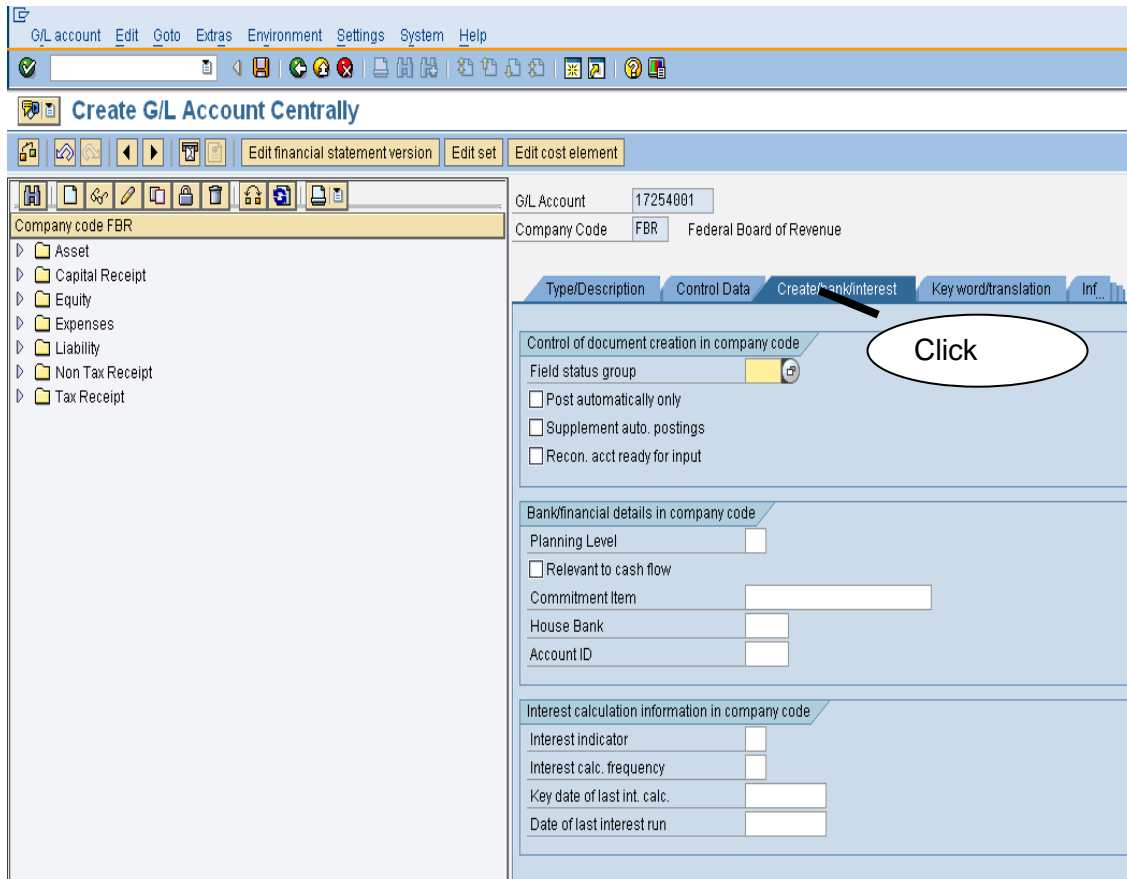 G/L account Edit Goto Extras Environment Settings System Help
Create G/L Account Centrally
Edit financial statement version Edit set Edit cost element
Company code FBR
Asset
Capital Receipt
Equity
Expenses
Liability
Non Tax Receipt
Tax Receipt
G/L Account 17254001
Company Code FBR Federal Board of Revenue
Type/Description Control Data Create/bank/interest Key word/translation Inf...
Click
Control of document creation in company code
Field status group
Post automatically only
Supplement auto. postings
Recon. acct ready for input
Bank/financial details in company code
Planning Level
Relevant to cash flow
Commitment Item
House Bank
Account ID
Interest calculation information in company code
Interest indicator
Interest calc. frequency
Key date of last int. calc.
Date of last interest run